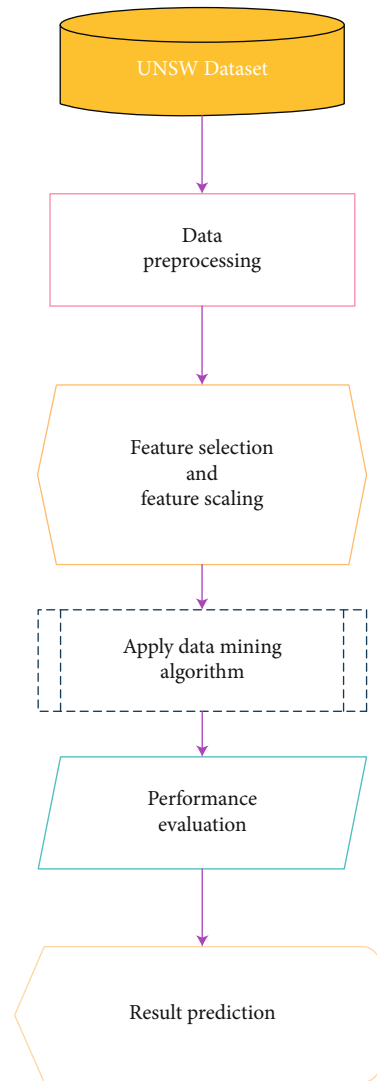 UNSW Dataset
Data
preprocessing
Feature selection
and
feature scaling
Apply data mining
algorithm
Performance
evaluation
Result prediction